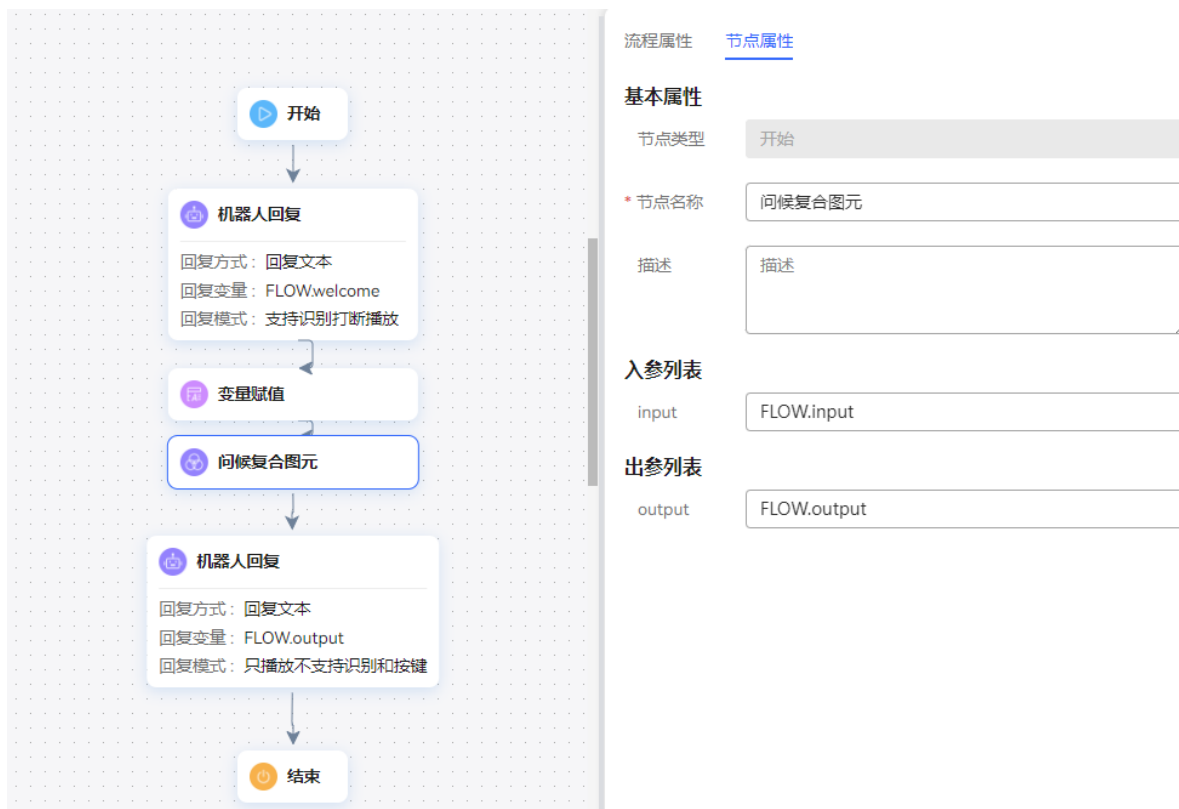 开始
机器人回复
回复方式： 回复文本
回复变量： FLOW.welcome
回复模式： 支持识别打断播放
变量赋值
问候复合图元
机器人回复
回复方式： 回复文本
回复变量： FLOW.output
回复模式： 只播放不支持识别和按键
结束
流程属性 节点属性
基本属性
节点类型 开始
* 节点名称 问候复合图元
描述 描述
入参列表
input FLOW.input
出参列表
output FLOW.output